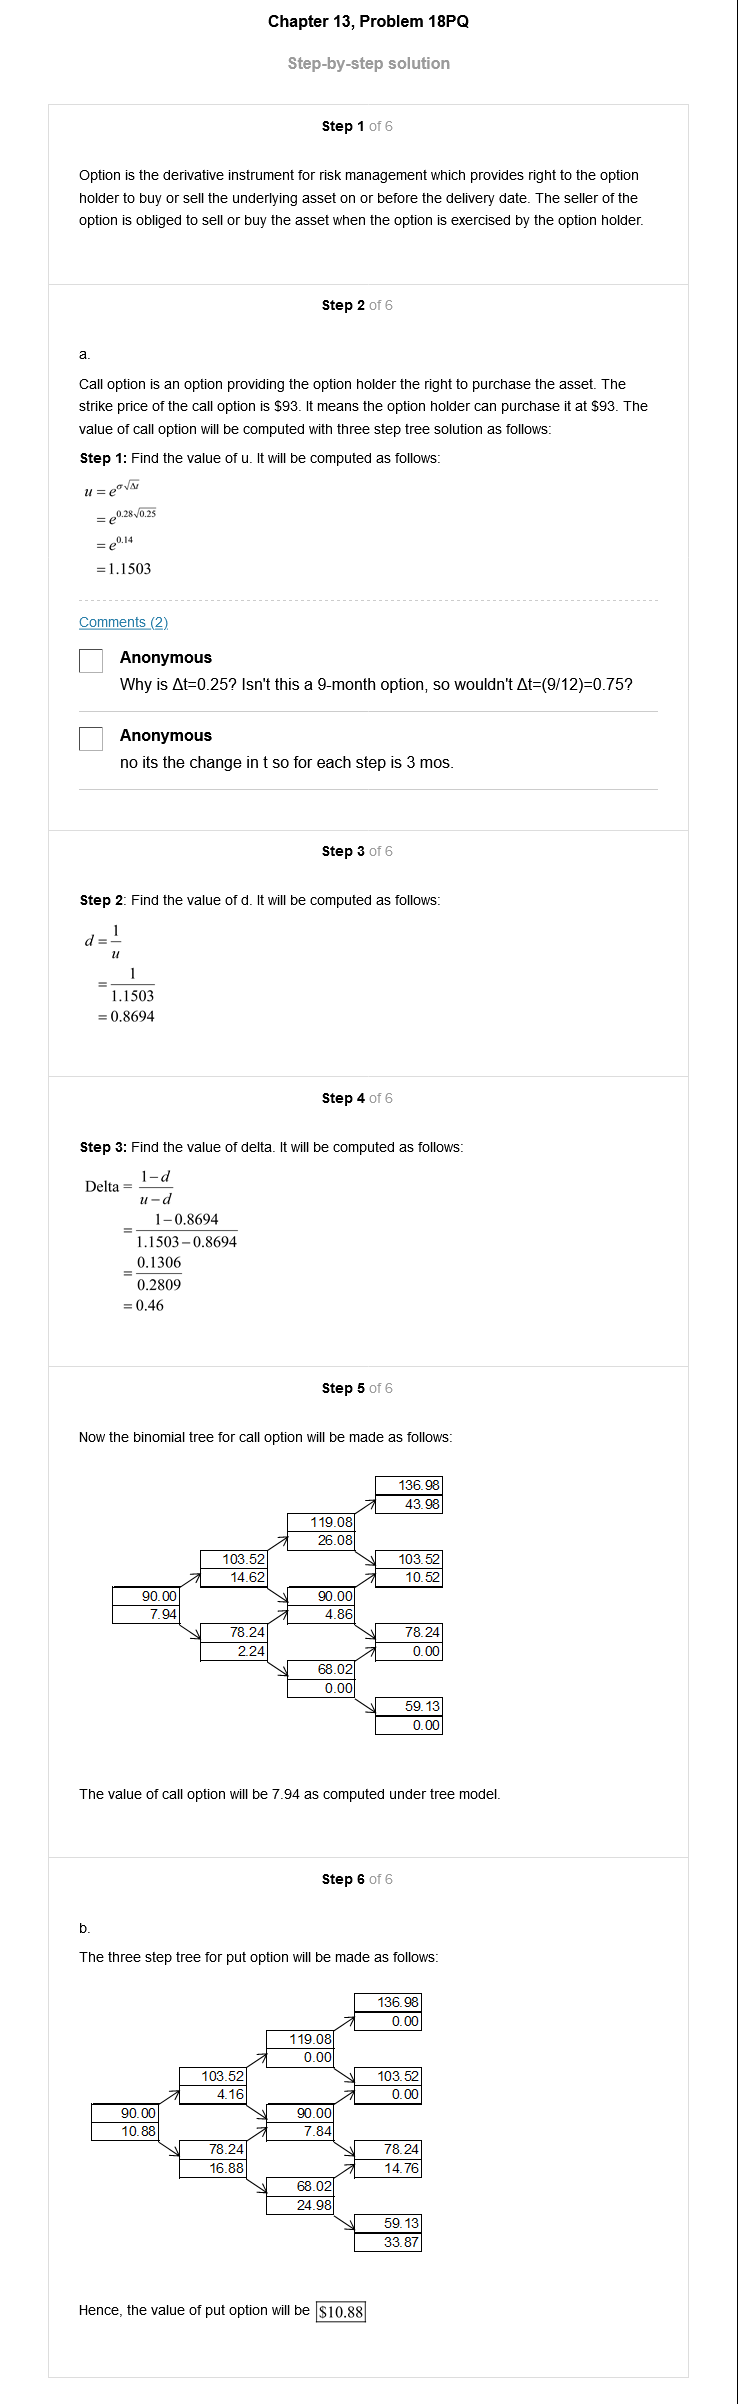 Chapter 13, Problem 18PQ
Step-by-step solution
Step 1 of 6
Option is the derivative instrument for risk management which provides right to the option
holder to buy or sell the underlying asset on or before the delivery date. The seller of the
option is obliged to sell or buy the asset when the option is exercised by the option holder.
Step 2 of 6
a.
Call option is an option providing the option holder the right to purchase the asset. The
strike price of the call option is $93. It means the option holder can purchase it at $93. The
value of call option will be computed with three step tree solution as follows:
Step 1: Find the value of u. It will be computed as follows:
u = e^σ√Δt
= e^0.28√0.25
= e^0.14
= 1.1503
Comments (2)
Anonymous
Why is Δt=0.25? Isn't this a 9-month option, so wouldn't Δt=(9/12)=0.75?
Anonymous
no its the change in t so for each step is 3 mos.
Step 3 of 6
Step 2: Find the value of d. It will be computed as follows:
d = 1/u
= 1/1.1503
= 0.8694
Step 4 of 6
Step 3: Find the value of delta. It will be computed as follows:
Delta = (1-d)/(u-d)
= (1-0.8694)/(1.1503-0.8694)
= 0.1306/0.2809
= 0.46
Step 5 of 6
Now the binomial tree for call option will be made as follows:
136.98
43.98
119.08
26.08
103.52 103.52
14.62 10.52
90.00 90.00
7.94 4.86
78.24 78.24
2.24 0.00
68.02
0.00
59.13
0.00
The value of call option will be 7.94 as computed under tree model.
Step 6 of 6
b.
The three step tree for put option will be made as follows:
136.98
0.00
119.08
0.00
103.52 103.52
4.16 0.00
90.00 90.00
10.88 7.84
78.24 78.24
16.88 14.76
68.02
24.98
59.13
33.87
Hence, the value of put option will be $10.88